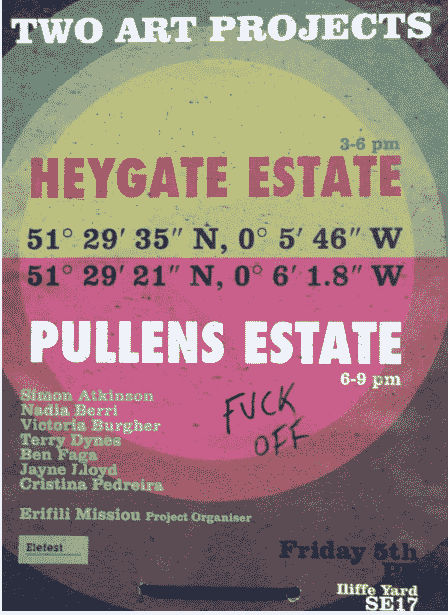 TWO ART PROJECTS
3-6 pm
HEYGATE ESTATE
51° 29′ 35″ N, 0° 5′ 46″ W
51° 29′ 21″ N, 0° 6′ 1.8″ W
PULLENS ESTATE
6-9 pm
Simon Atkinson
Nadia Berri
Victoria Burgher
Terry Dynes
Ben Faga
Jayne Lloyd
Cristina Pedreira
FUCK
OFF
Erifili Missiou Project Organiser
Elefest
Friday 5th
Iliffe Yard
SE17